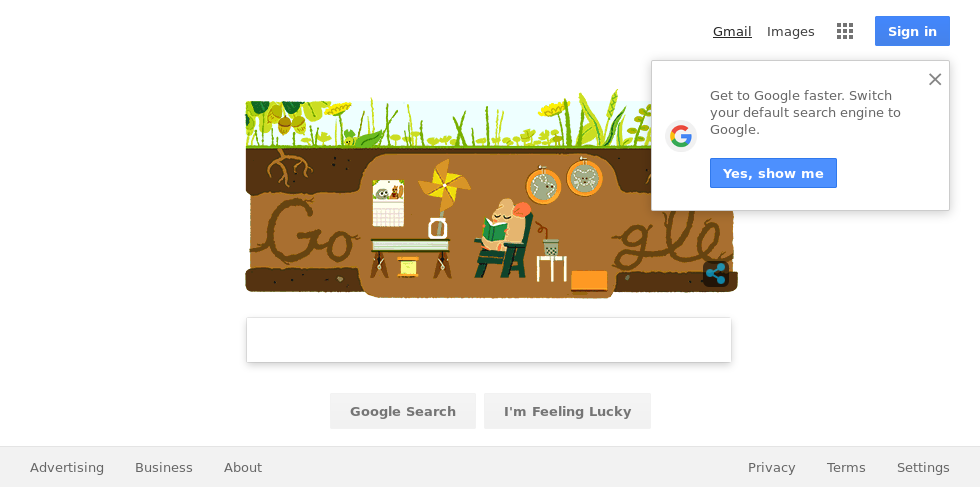 Gmail Images Sign in
Get to Google faster. Switch
your default search engine to
Google.
Yes, show me
Google
Google Search I'm Feeling Lucky
Advertising Business About Privacy Terms Settings